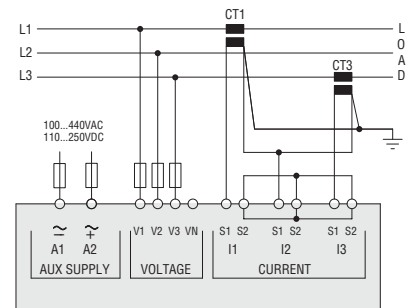 CT1
L1
L
L2
O
CT3
A
L3
D
100...440VAC
110...250VDC
V1 V2 V3 VN
S1 S2 S1 S2 S1 S2
A1 A2
I1 I2 I3
AUX SUPPLY
VOLTAGE
CURRENT